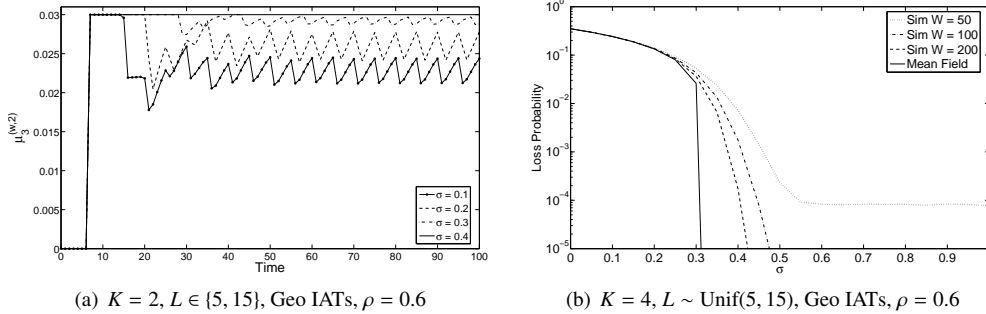 0.03
0.025
0.02
0.015
0.01
0.005
0
μ₃^(w,2)
0 10 20 30 40 50 60 70 80 90 100
Time
σ = 0.1
σ = 0.2
σ = 0.3
σ = 0.4
(a) K = 2, L ∈ {5, 15}, Geo IATs, ρ = 0.6
10⁰
10⁻¹
10⁻²
10⁻³
10⁻⁴
10⁻⁵
Loss Probability
0 0.1 0.2 0.3 0.4 0.5 0.6 0.7 0.8 0.9
σ
Sim W = 50
Sim W = 100
Sim W = 200
Mean Field
(b) K = 4, L ~ Unif(5, 15), Geo IATs, ρ = 0.6